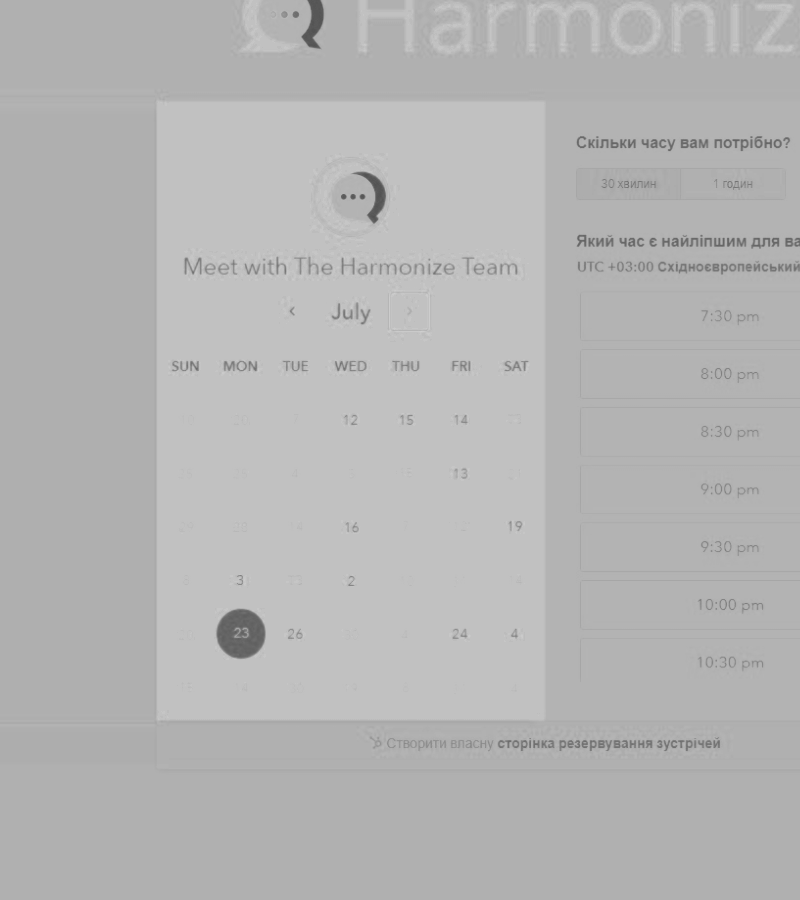 Harmoniz
Meet with The Harmonize Team
July
SUN MON TUE WED THU FRI SAT
12 15 14
13
16 19
3 2
23 26 24 4
Скільки часу вам потрібно?
30 хвилин 1 годин
Який час є найліпшим для ва
UTC +03:00 Східноєвропейський
7:30 pm
8:00 pm
8:30 pm
9:00 pm
9:30 pm
10:00 pm
10:30 pm
Створити власну сторінка резервування зустрічей